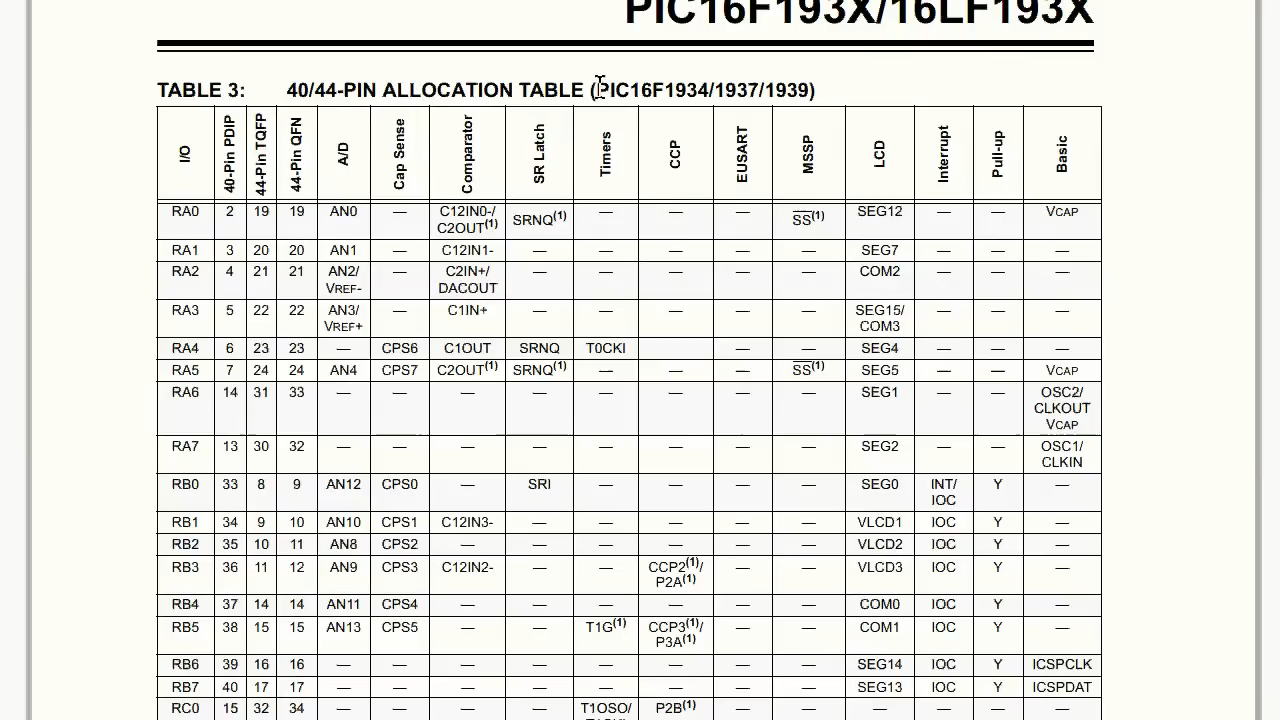 PIC16F193X/16LF193X
TABLE 3: 40/44-PIN ALLOCATION TABLE (PIC16F1934/1937/1939)
I/O 40-Pin PDIP 44-Pin TQFP 44-Pin QFN A/D Cap Sense Comparator SR Latch Timers CCP EUSART MSSP LCD Interrupt Pull-up Basic
RA0 2 19 19 AN0 — C12IN0-/ SRNQ(1) — — — SS(1) SEG12 — — VCAP
C2OUT(1)
RA1 3 20 20 AN1 — C12IN1- — — — — — SEG7 — — —
RA2 4 21 21 AN2/ — C2IN+/ — — — — — COM2 — — —
VREF- DACOUT
RA3 5 22 22 AN3/ — C1IN+ — — — — — SEG15/ — — —
VREF+ COM3
RA4 6 23 23 — CPS6 C1OUT SRNQ T0CKI — — SEG4 — — —
RA5 7 24 24 AN4 CPS7 C2OUT(1) SRNQ(1) — — — SS(1) SEG5 — — VCAP
RA6 14 31 33 — — — — — — — — SEG1 — — OSC2/
CLKOUT
VCAP
RA7 13 30 32 — — — — — — — — SEG2 — — OSC1/
CLKIN
RB0 33 8 9 AN12 CPS0 — SRI — — — — SEG0 INT/ Y —
IOC
RB1 34 9 10 AN10 CPS1 C12IN3- — — — — — VLCD1 IOC Y —
RB2 35 10 11 AN8 CPS2 — — — — — — VLCD2 IOC Y —
RB3 36 11 12 AN9 CPS3 C12IN2- — — CCP2(1)/ — — VLCD3 IOC Y —
P2A(1)
RB4 37 14 14 AN11 CPS4 — — — — — — COM0 IOC Y —
RB5 38 15 15 AN13 CPS5 — — T1G(1) CCP3(1)/ — — COM1 IOC Y —
P3A(1)
RB6 39 16 16 — — — — — — — — SEG14 IOC Y ICSPCLK
RB7 40 17 17 — — — — — — — — SEG13 IOC Y ICSPDAT
RC0 15 32 34 — — — — T1OSO/ P2B(1) — — — — — —